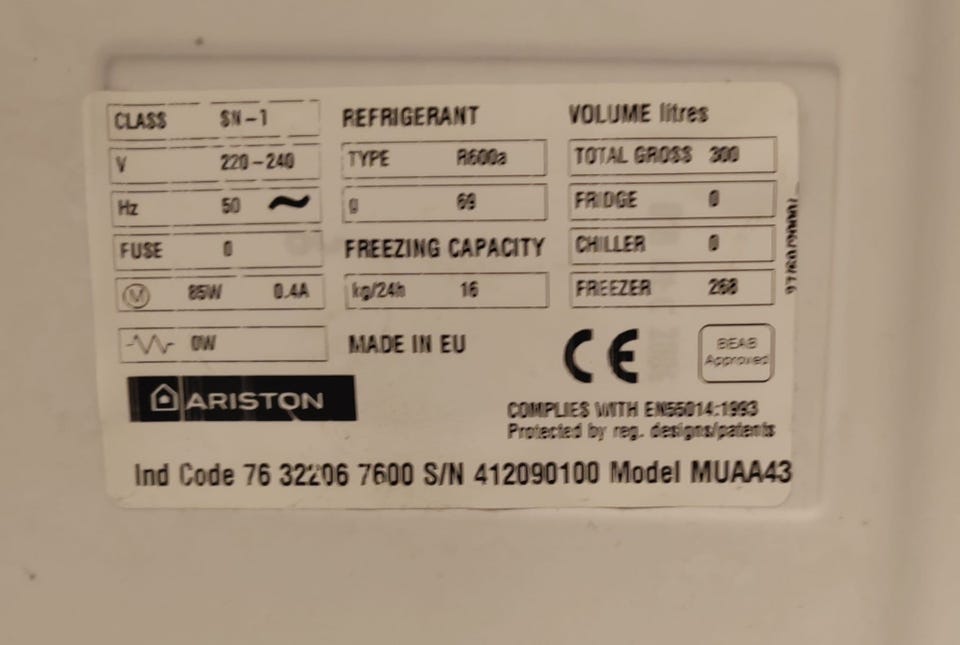 CLASS SN-1
V 220-240
Hz 50
FUSE 0
M 85W 0.4A
0W
REFRIGERANT
TYPE R600a
g 69
FREEZING CAPACITY
kg/24h 16
MADE IN EU
VOLUME litres
TOTAL GROSS 300
FRIDGE 0
CHILLER 0
FREEZER 268
CE
BEAB
Approved
ARISTON
COMPLIES WITH EN55014:1993
Protected by reg. designs/patents
Ind Code 76 32206 7600 S/N 412090100 Model MUAA43